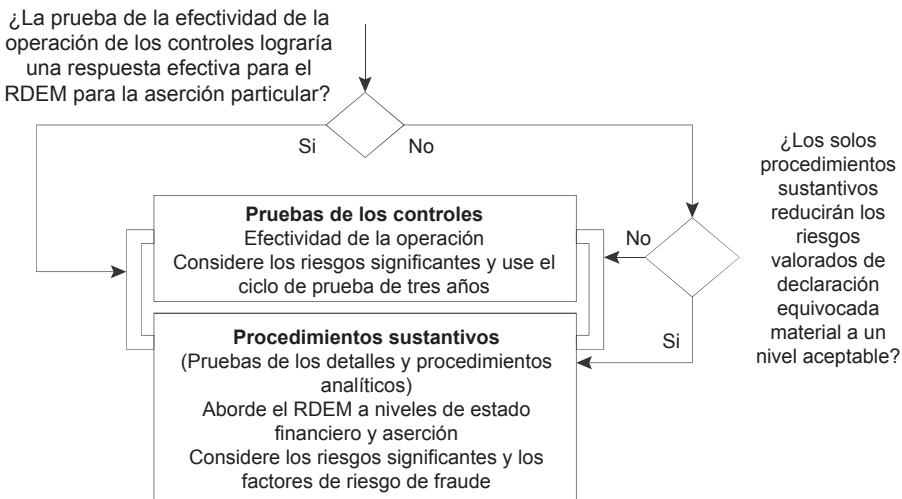 ¿La prueba de la efectividad de la
operación de los controles lograría
una respuesta efectiva para el
RDEM para la aserción particular?
Si
No
¿Los solos
procedimientos
sustantivos
reducirán los
riesgos
valorados de
declaración
equivocada
material a un
nivel aceptable?
Pruebas de los controles
Efectividad de la operación
Considere los riesgos significantes y use el
ciclo de prueba de tres años
No
Si
Procedimientos sustantivos
(Pruebas de los detalles y procedimientos
analíticos)
Aborde el RDEM a niveles de estado
financiero y aserción
Considere los riesgos significantes y los
factores de riesgo de fraude